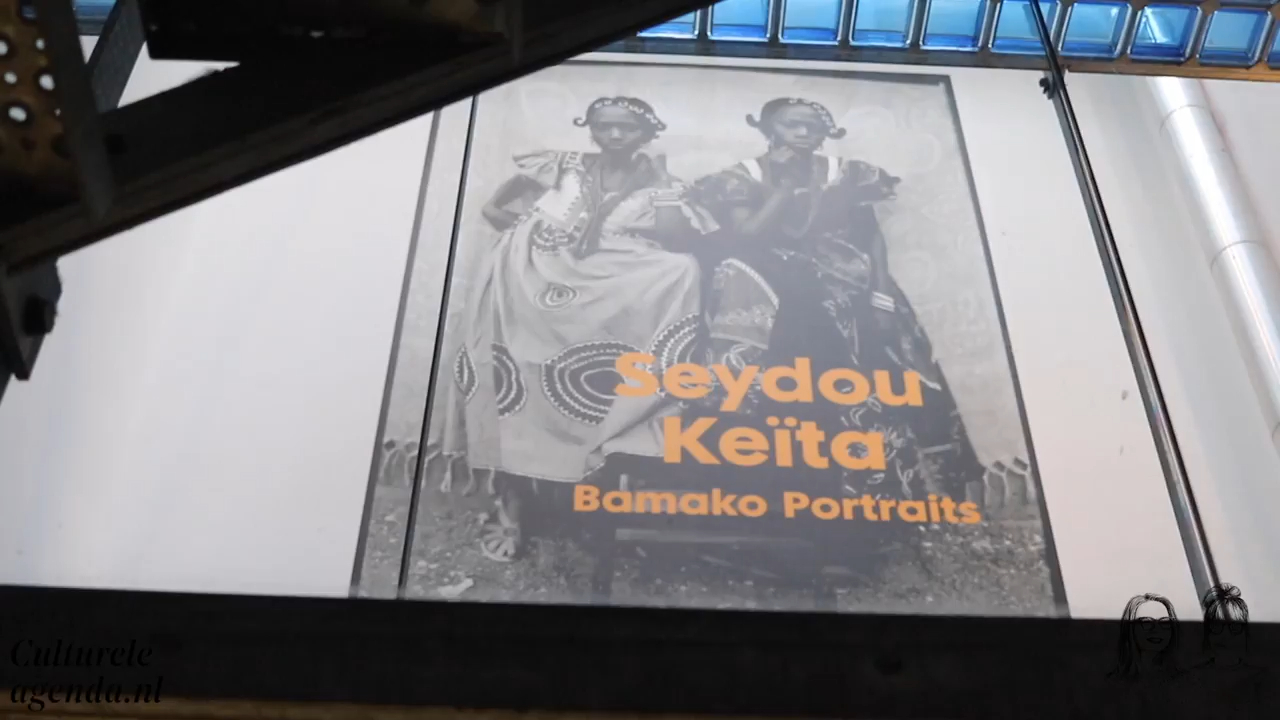 Seydou
Keïta
Bamako Portraits
Culturele
agenda.nl